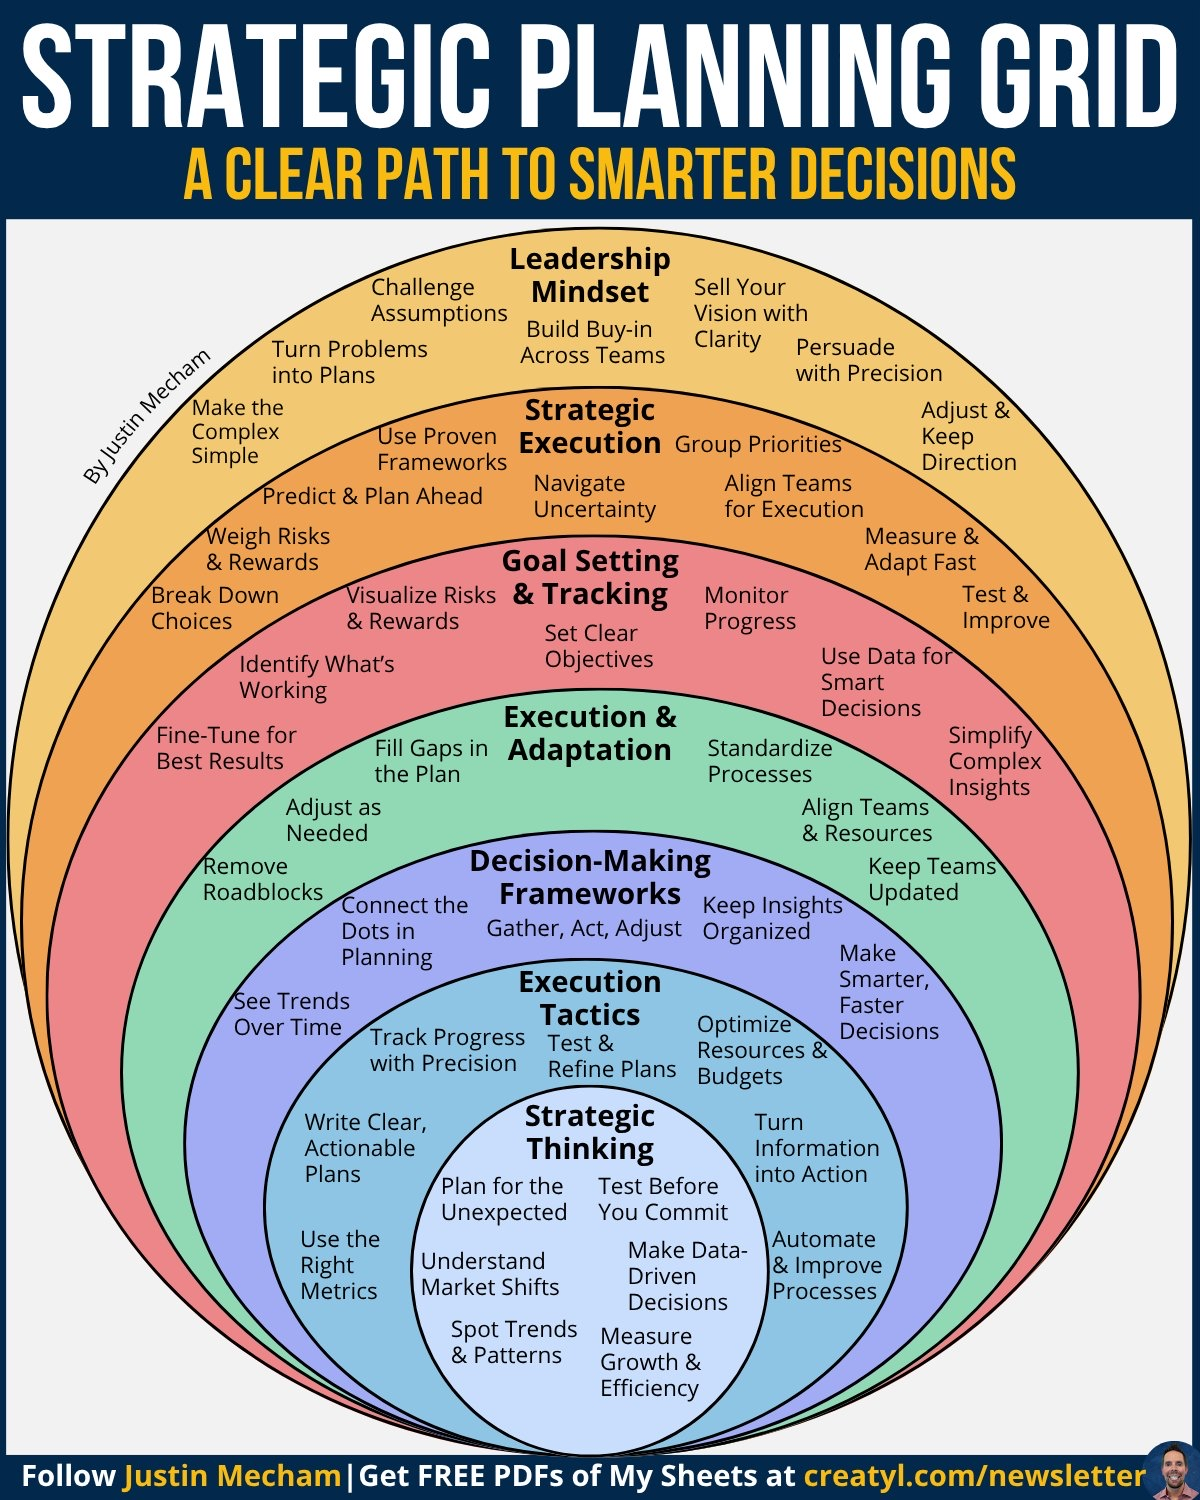 STRATEGIC PLANNING GRID
A CLEAR PATH TO SMARTER DECISIONS
By Justin Mecham
Leadership
Mindset
Challenge
Assumptions
Build Buy-in
Across Teams
Sell Your
Vision with
Clarity
Turn Problems
into Plans
Persuade
with Precision
Make the
Complex
Simple
Adjust &
Keep
Direction
Strategic
Execution
Use Proven
Frameworks
Group Priorities
Predict & Plan Ahead
Navigate
Uncertainty
Align Teams
for Execution
Weigh Risks
& Rewards
Measure &
Adapt Fast
Break Down
Choices
Test &
Improve
Goal Setting
& Tracking
Visualize Risks
& Rewards
Set Clear
Objectives
Monitor
Progress
Identify What's
Working
Use Data for
Smart
Decisions
Fine-Tune for
Best Results
Simplify
Complex
Insights
Execution &
Adaptation
Fill Gaps in
the Plan
Standardize
Processes
Adjust as
Needed
Align Teams
& Resources
Remove
Roadblocks
Keep Teams
Updated
Decision-Making
Frameworks
Connect the
Dots in
Planning
Gather, Act, Adjust
Keep Insights
Organized
See Trends
Over Time
Make
Smarter,
Faster
Decisions
Execution
Tactics
Track Progress
with Precision
Test &
Refine Plans
Optimize
Resources &
Budgets
Write Clear,
Actionable
Plans
Turn
Information
into Action
Use the
Right
Metrics
Automate
& Improve
Processes
Strategic
Thinking
Plan for the
Unexpected
Test Before
You Commit
Understand
Market Shifts
Make Data-
Driven
Decisions
Spot Trends
& Patterns
Measure
Growth &
Efficiency
Follow Justin Mecham|Get FREE PDFs of My Sheets at creatyl.com/newsletter